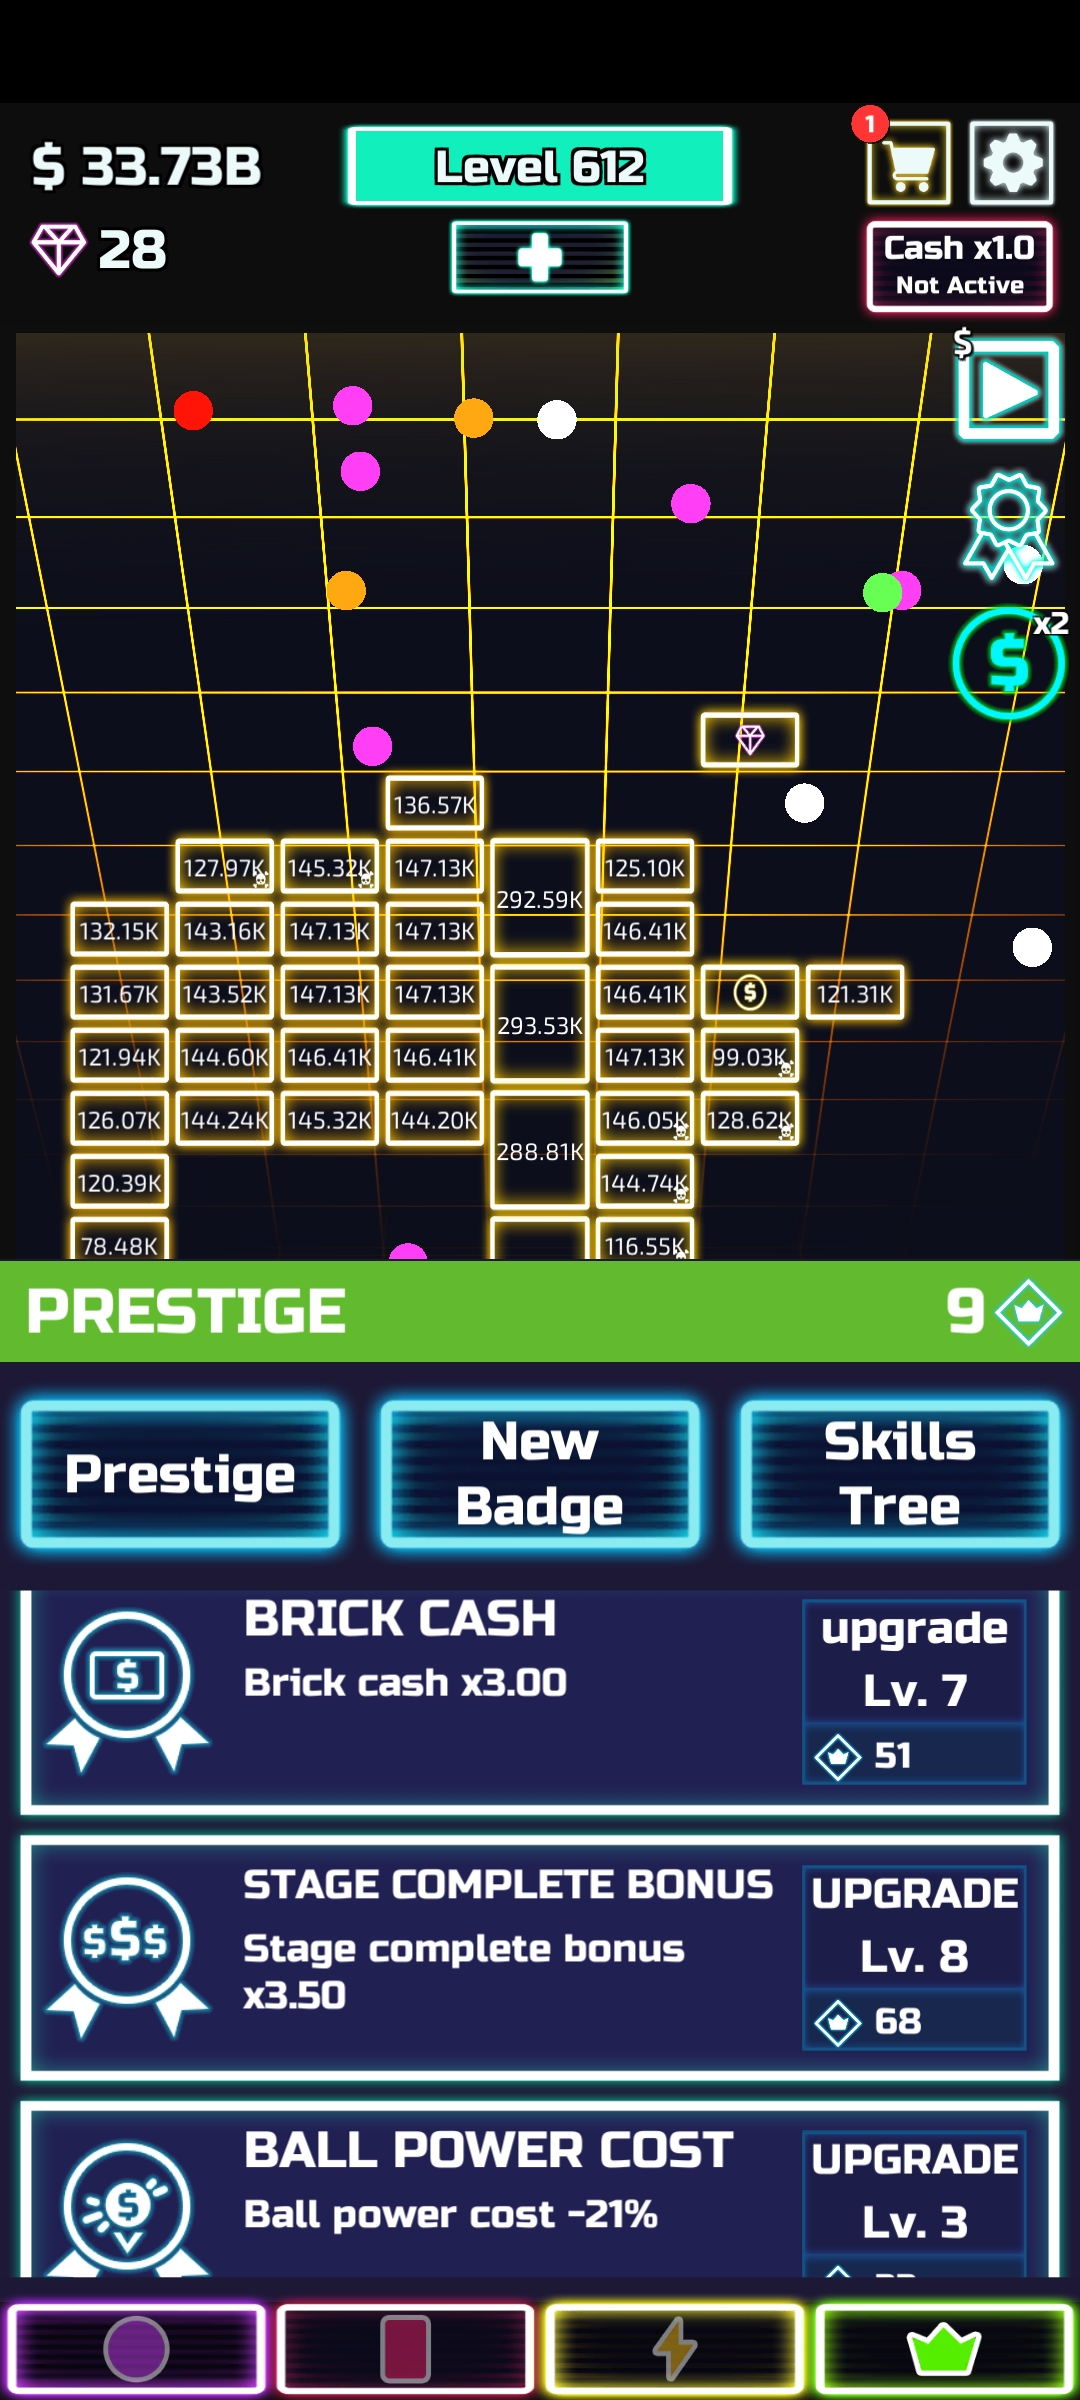 $ 33.73B
Level 612
1
28
Cash x1.0
Not Active
$
x2
$
136.57K
127.97K 145.32K 147.13K 125.10K
292.59K
132.15K 143.16K 147.13K 147.13K 146.41K
131.67K 143.52K 147.13K 147.13K 146.41K $ 121.31K
293.53K
121.94K 144.60K 146.41K 146.41K 147.13K 99.03K
126.07K 144.24K 145.32K 144.20K 146.05K 128.62K
288.81K
120.39K 144.74K
78.48K 116.55K
PRESTIGE 9
Prestige
New
Badge
Skills
Tree
BRICK CASH
Brick cash x3.00
$
upgrade
Lv. 7
51
STAGE COMPLETE BONUS
Stage complete bonus
x3.50
$$$
UPGRADE
Lv. 8
68
BALL POWER COST
Ball power cost -21%
$
UPGRADE
Lv. 3